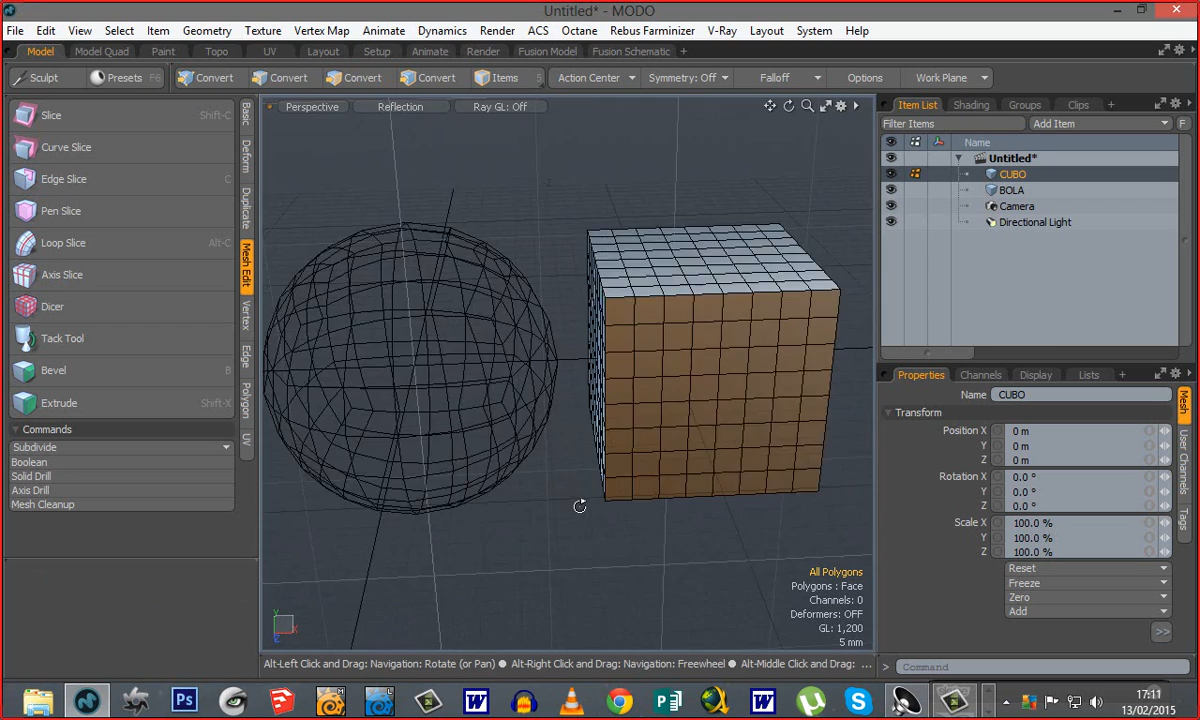 Untitled* - MODO
File Edit View Select Item Geometry Texture Vertex Map Animate Dynamics Render ACS Octane Rebus Farminizer V-Ray Layout System Help
Model Model Quad Paint Topo UV Layout Setup Animate Render Fusion Model Fusion Schematic +
Sculpt Presets F6 Convert Convert Convert Convert Items 5 Action Center Symmetry: Off Falloff Options Work Plane
Perspective Reflection Ray GL: Off
Slice Shift-C
Curve Slice
Edge Slice C
Pen Slice
Loop Slice Alt-C
Axis Slice
Dicer
Tack Tool
Bevel B
Extrude Shift-X
Commands
Subdivide
Boolean
Solid Drill
Axis Drill
Mesh Cleanup
Basic
Deform
Duplicate
Mesh Edit
Vertex
Edge
Polygon
UV
Item List Shading Groups Clips +
Filter Items Add Item F
Name
Untitled*
CUBO
BOLA
Camera
Directional Light
Properties Channels Display Lists +
Name CUBO
Transform
Position X 0 m
Y 0 m
Z 0 m
Rotation X 0.0 °
Y 0.0 °
Z 0.0 °
Scale X 100.0 %
Y 100.0 %
Z 100.0 %
Reset
Freeze
Zero
Add
>>
Mesh
User Channels
Tags
All Polygons
Polygons : Face
Channels: 0
Deformers: OFF
GL: 1,200
5 mm
Y
X
Z
Alt-Left Click and Drag: Navigation: Rotate (or Pan) ● Alt-Right Click and Drag: Navigation: Freewheel ● Alt-Middle Click and Drag: ...
> Command
Ps
M
L
W
W
17:11
13/02/2015